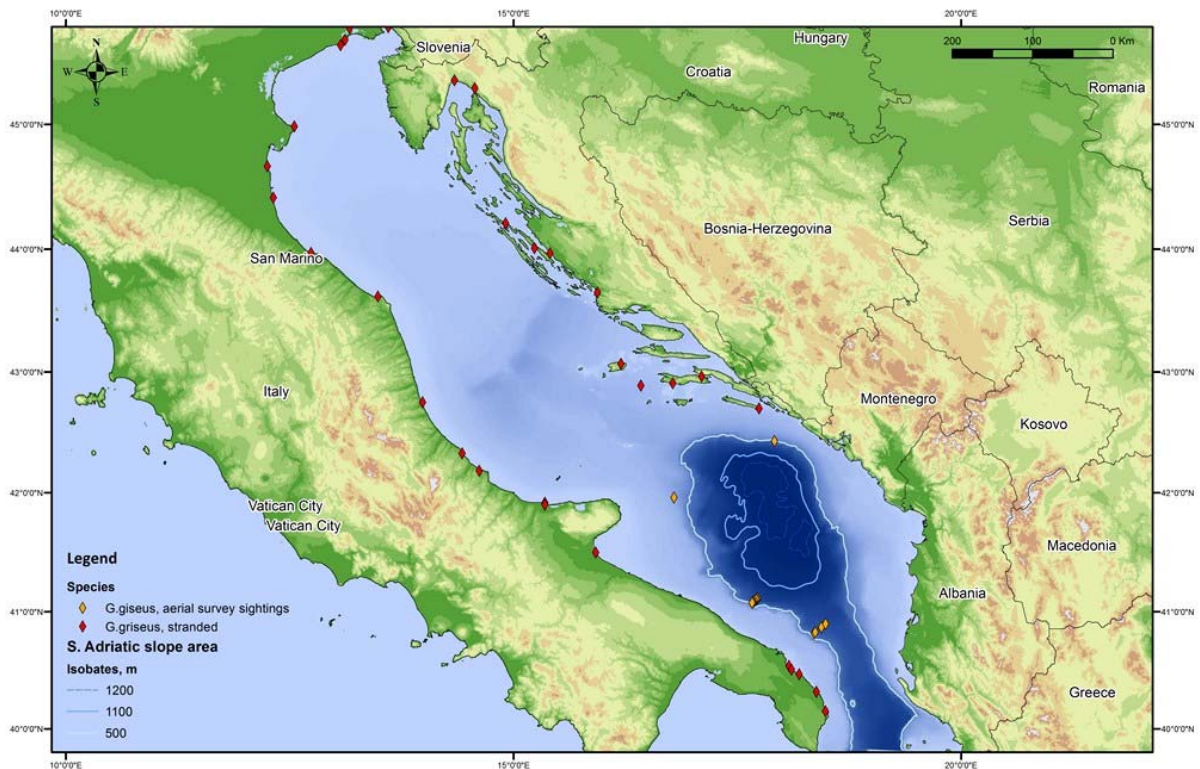 10°0'0"E 15°0'0"E 20°0'0"E
N
W E
S
Slovenia
Hungary
200 100 0 Km
Croatia
Romania
45°0'0"N 45°0'0"N
Bosnia-Herzegovina
Serbia
44°0'0"N 44°0'0"N
San Marino
43°0'0"N 43°0'0"N
Italy
Montenegro
Kosovo
42°0'0"N 42°0'0"N
Vatican City
Vatican City
Macedonia
Legend
Species
G.giseus, aerial survey sightings
G.griseus, stranded
Albania
41°0'0"N 41°0'0"N
S. Adriatic slope area
Isobates, m
1200
1100
500
Greece
40°0'0"N 40°0'0"N
10°0'0"E 15°0'0"E 20°0'0"E